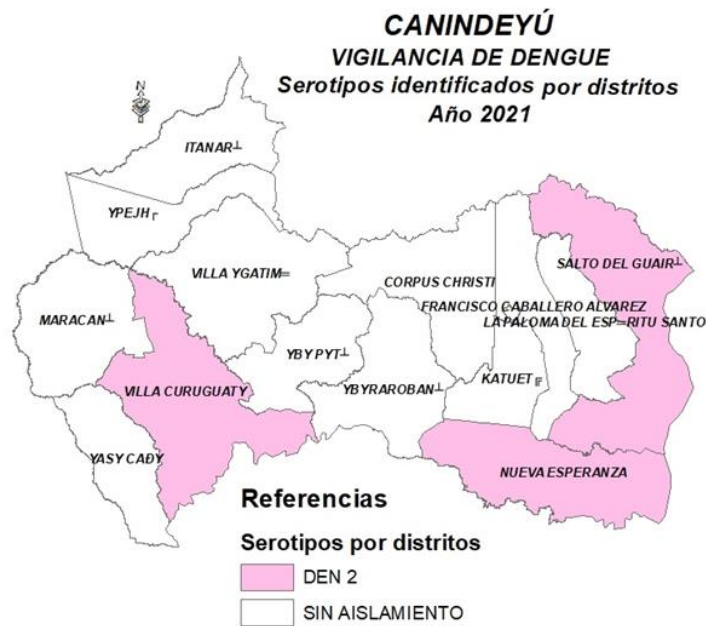 CANINDEYÚ
VIGILANCIA DE DENGUE
Serotipos identificados por distritos
Año 2021
N
ITANAR┴
YPEJH╓
VILLA YGATIM═
SALTO DEL GUAIR┴
CORPUS CHRISTI
FRANCISCO CABALLERO ALVAREZ
MARACAN┴
LA PALOMA DEL ESP═RITU SANTO
YBY PYT┴
KATUET╔
VILLA CURUGUATY
YBYRAROBAN┴
YASY CAÐY
NUEVA ESPERANZA
Referencias
Serotipos por distritos
DEN 2
SIN AISLAMIENTO